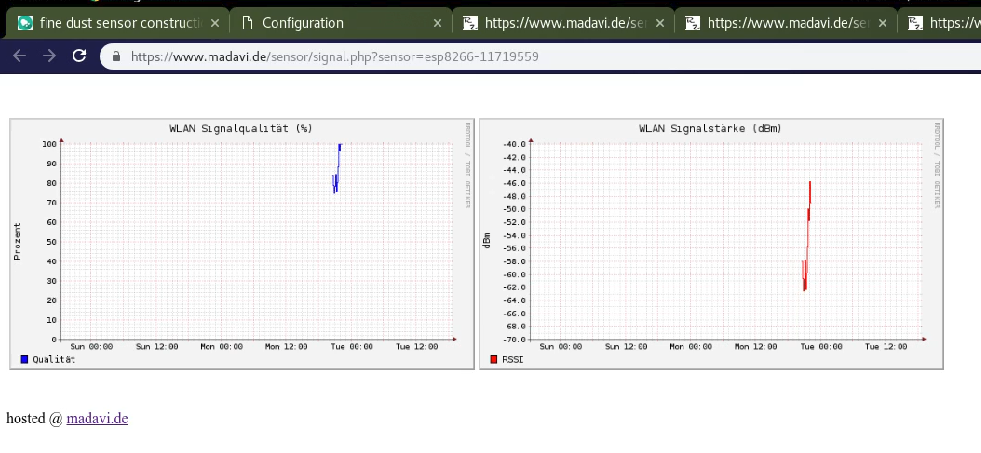 fine dust sensor constructi
Configuration
https://www.madavi.de/se
https://www.madavi.de/se
https://w
https://www.madavi.de/sensor/signal.php?sensor=esp8266-11719559
WLAN Signalqualität (%)
RRDTOOL / TOBI OETIKER
Prozent
100
90
80
70
60
50
40
30
20
10
0
Sun 00:00 Sun 12:00 Mon 00:00 Mon 12:00 Tue 00:00 Tue 12:00
Qualität
WLAN Signalstärke (dBm)
RRDTOOL / TOBI OETIKER
dBm
-40.0
-42.0
-44.0
-46.0
-48.0
-50.0
-52.0
-54.0
-56.0
-58.0
-60.0
-62.0
-64.0
-66.0
-68.0
-70.0
Sun 00:00 Sun 12:00 Mon 00:00 Mon 12:00 Tue 00:00 Tue 12:00
RSSI
hosted @ madavi.de